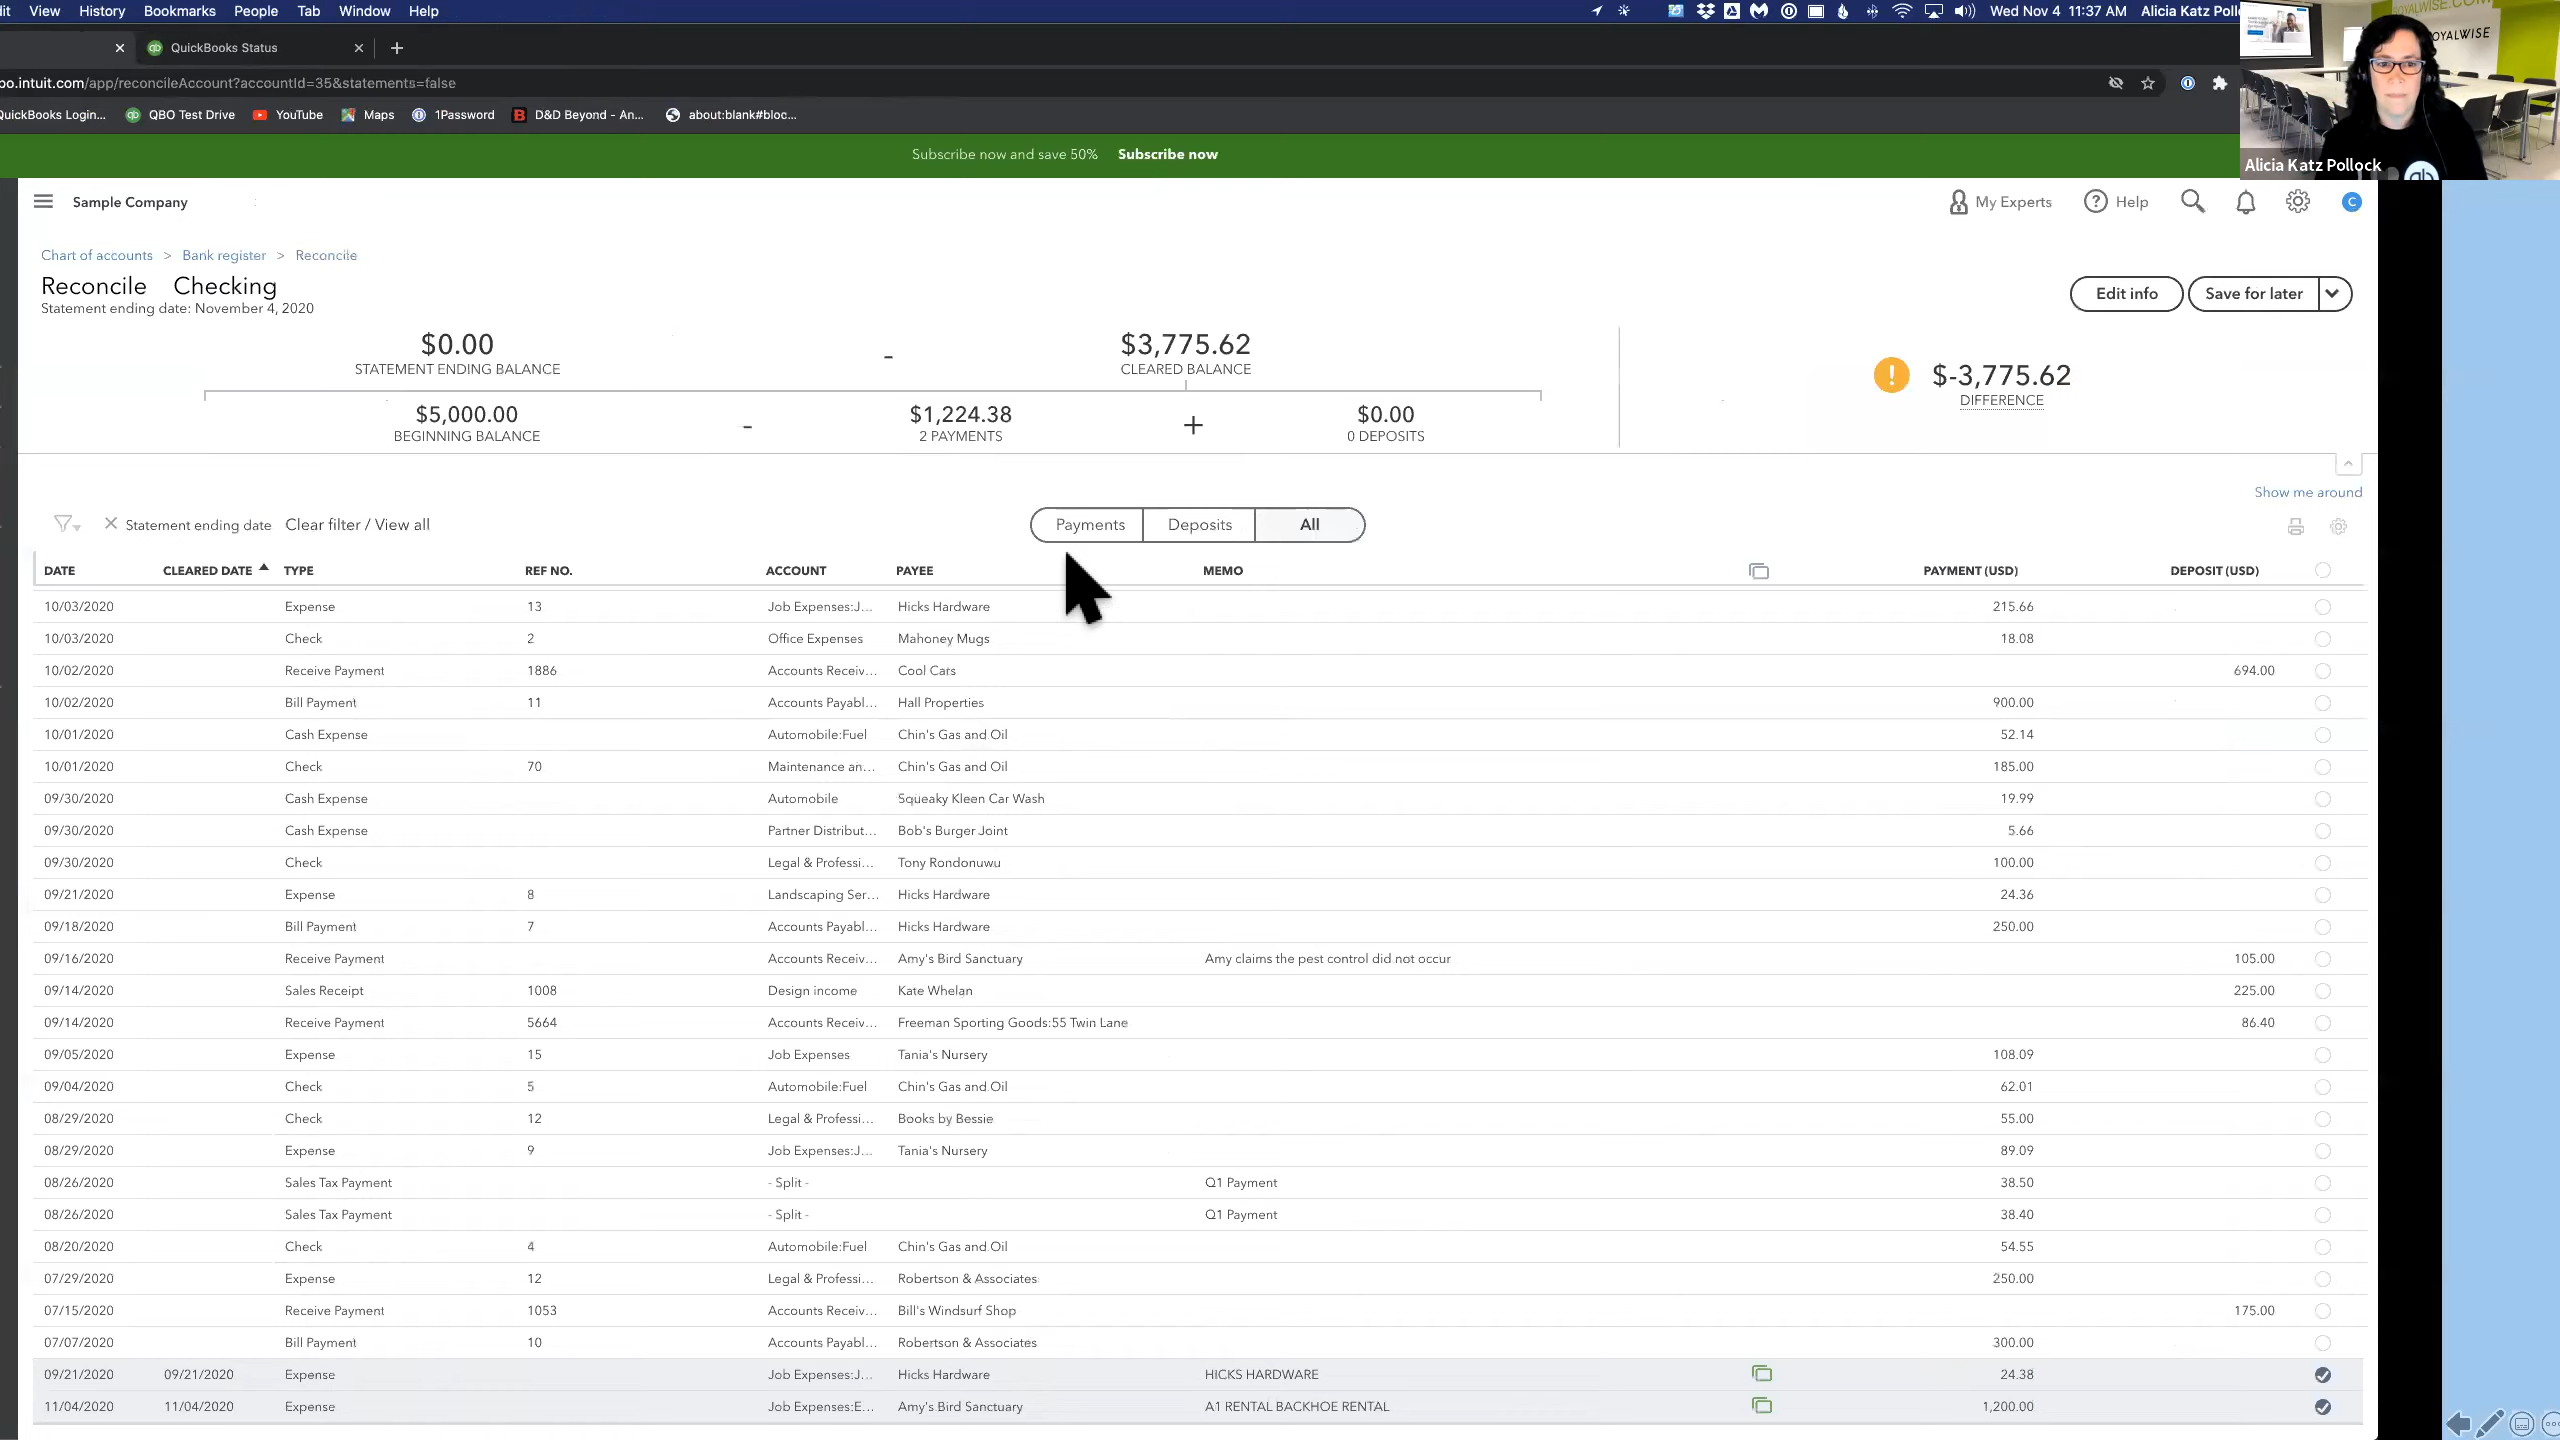 View History Bookmarks People Tab Window Help Wed Nov 4 11:37 AM Alicia Katz
QuickBooks Status
.intuit.com/app/reconcileAccount?accountId=35&statements=false
QuickBooks Login... QBO Test Drive YouTube Maps 1Password D&D Beyond - An... about:blank#bloc...
ROYALWISE
Alicia Katz Pollock
Subscribe now and save 50% Subscribe now
Sample Company My Experts Help C
Chart of accounts > Bank register > Reconcile
Reconcile Checking
Edit info Save for later
Statement ending date: November 4, 2020
$0.00 - $3,775.62
STATEMENT ENDING BALANCE CLEARED BALANCE
! $-3,775.62
DIFFERENCE
$5,000.00 - $1,224.38 + $0.00
BEGINNING BALANCE 2 PAYMENTS 0 DEPOSITS
Show me around
Statement ending date Clear filter / View all Payments Deposits All
DATE CLEARED DATE TYPE REF NO. ACCOUNT PAYEE MEMO PAYMENT (USD) DEPOSIT (USD)
10/03/2020 Expense 13 Job Expenses:J... Hicks Hardware 215.66
10/03/2020 Check 2 Office Expenses Mahoney Mugs 18.08
10/02/2020 Receive Payment 1886 Accounts Receiv... Cool Cars 694.00
10/02/2020 Bill Payment 11 Accounts Payabl... Hall Properties 900.00
10/01/2020 Cash Expense Automobile:Fuel Chin's Gas and Oil 52.14
10/01/2020 Check 70 Maintenance an... Chin's Gas and Oil 185.00
09/30/2020 Cash Expense Automobile Squeaky Kleen Car Wash 19.99
09/30/2020 Cash Expense Partner Distribut... Bob's Burger Joint 5.66
09/30/2020 Check Legal & Professi... Tony Rondonuwu 100.00
09/21/2020 Expense 8 Landscaping Ser... Hicks Hardware 24.36
09/18/2020 Bill Payment 7 Accounts Payabl... Hicks Hardware 250.00
09/16/2020 Receive Payment Accounts Receiv... Amy's Bird Sanctuary Amy claims the pest control did not occur 105.00
09/14/2020 Sales Receipt 1008 Design income Kate Whelan 225.00
09/14/2020 Receive Payment 5664 Accounts Receiv... Freeman Sporting Goods:55 Twin Lane 86.40
09/05/2020 Expense 15 Job Expenses Tania's Nursery 108.09
09/04/2020 Check 5 Automobile:Fuel Chin's Gas and Oil 62.01
08/29/2020 Check 12 Legal & Professi... Books by Bessie 55.00
08/29/2020 Expense 9 Job Expenses:J... Tania's Nursery 89.09
08/26/2020 Sales Tax Payment - Split - Q1 Payment 38.50
08/26/2020 Sales Tax Payment - Split - Q1 Payment 38.40
08/20/2020 Check 4 Automobile:Fuel Chin's Gas and Oil 54.55
07/29/2020 Expense 12 Legal & Professi... Robertson & Associates 250.00
07/15/2020 Receive Payment 1053 Accounts Receiv... Bill's Windsurf Shop 175.00
07/07/2020 Bill Payment 10 Accounts Payabl... Robertson & Associates 300.00
09/21/2020 09/21/2020 Expense Job Expenses:J... Hicks Hardware HICKS HARDWARE 24.38
11/04/2020 11/04/2020 Expense Job Expenses:E... Amy's Bird Sanctuary A1 RENTAL BACKHOE RENTAL 1,200.00